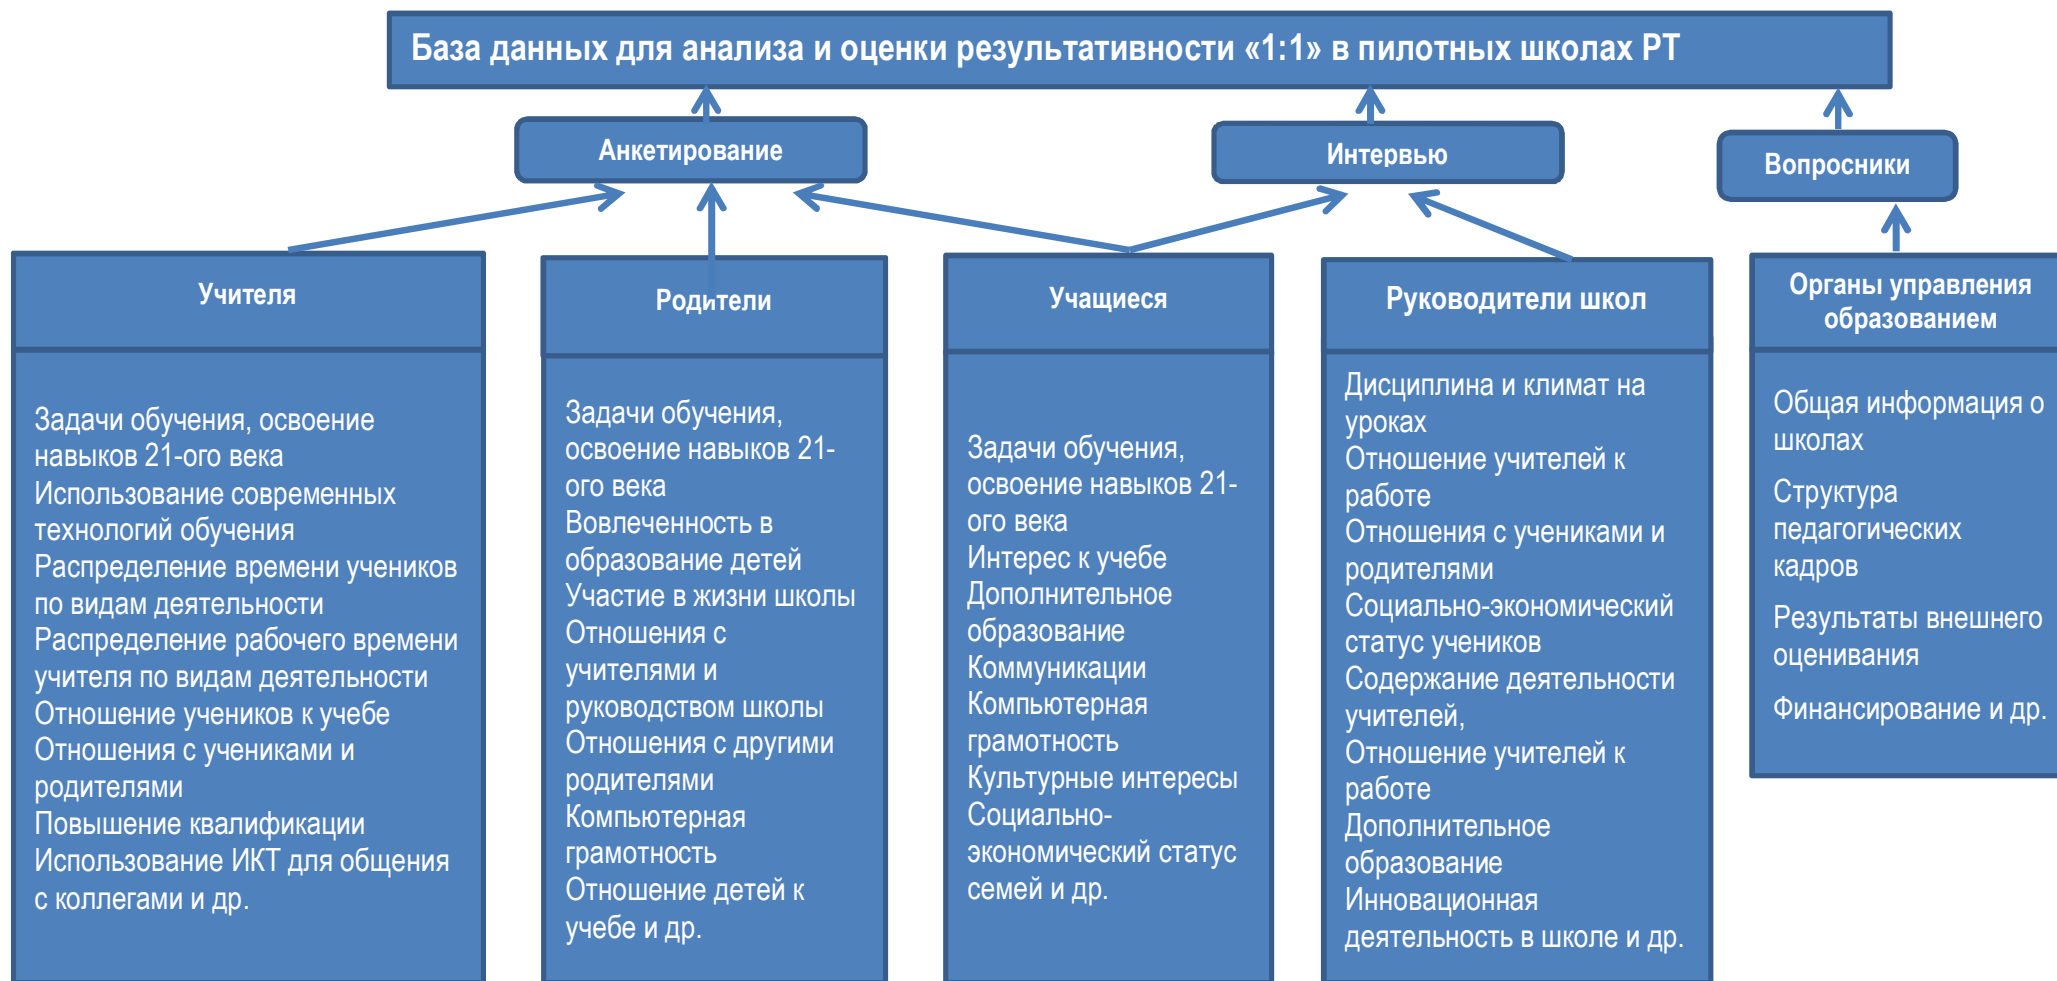 База данных для анализа и оценки результативности «1:1» в пилотных школах РТ
Анкетирование
Интервью
Вопросники
Учителя
Задачи обучения, освоение
навыков 21-ого века
Использование современных
технологий обучения
Распределение времени учеников
по видам деятельности
Распределение рабочего времени
учителя по видам деятельности
Отношение учеников к учебе
Отношения с учениками и
родителями
Повышение квалификации
Использование ИКТ для общения
с коллегами и др.
Родители
Задачи обучения,
освоение навыков 21-
ого века
Вовлеченность в
образование детей
Участие в жизни школы
Отношения с
учителями и
руководством школы
Отношения с другими
родителями
Компьютерная
грамотность
Отношение детей к
учебе и др.
Учащиеся
Задачи обучения,
освоение навыков 21-
ого века
Интерес к учебе
Дополнительное
образование
Коммуникации
Компьютерная
грамотность
Культурные интересы
Социально-
экономический статус
семей и др.
Руководители школ
Дисциплина и климат на
уроках
Отношение учителей к
работе
Отношения с учениками и
родителями
Социально-экономический
статус учеников
Содержание деятельности
учителей,
Отношение учителей к
работе
Дополнительное
образование
Инновационная
деятельность в школе и др.
Органы управления
образованием
Общая информация о
школах
Структура
педагогических
кадров
Результаты внешнего
оценивания
Финансирование и др.